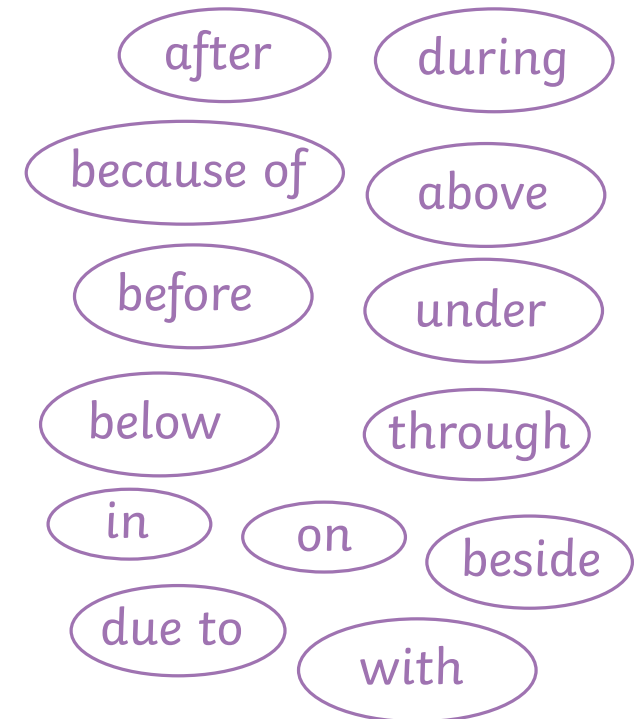 after
during
because of
above
before
under
below
through
in
on
beside
due to
with